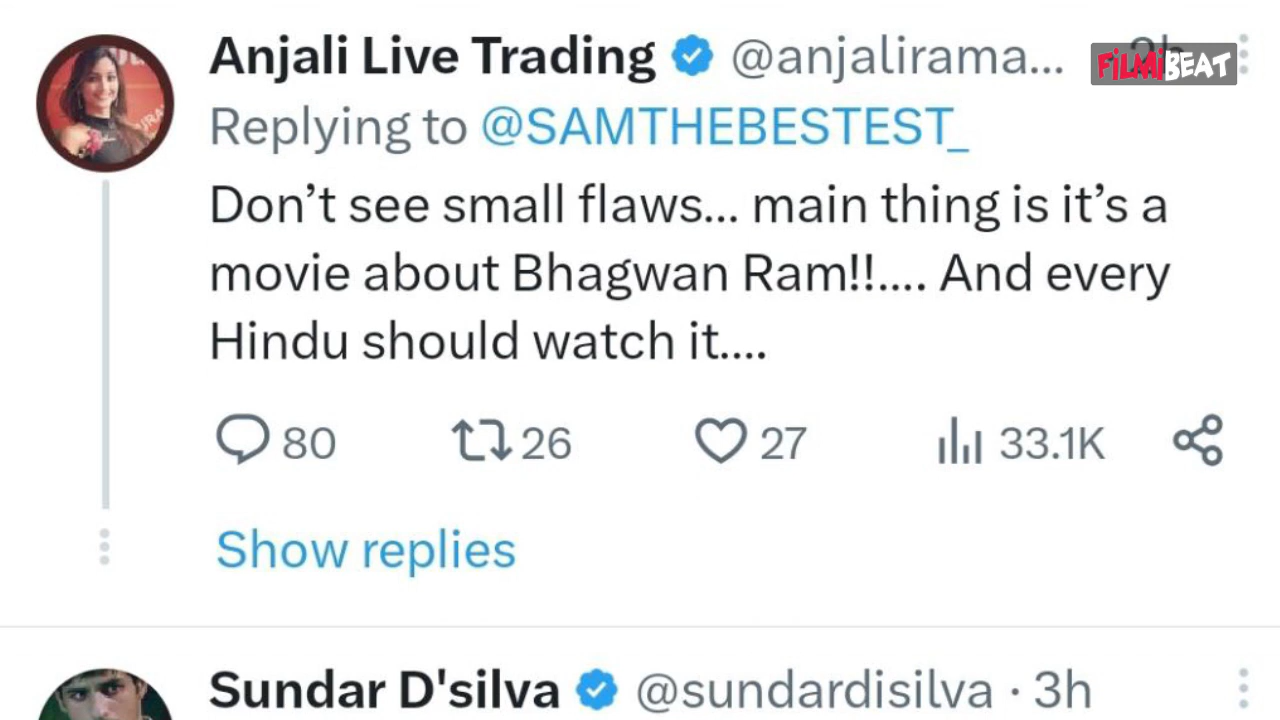 Anjali Live Trading @anjalirama...
FILMIBEAT
Replying to @SAMTHEBESTEST_
Don’t see small flaws... main thing is it’s a
movie about Bhagwan Ram!!.... And every
Hindu should watch it....
80 26 27 33.1K
Show replies
Sundar D'silva @sundardisilva · 3h